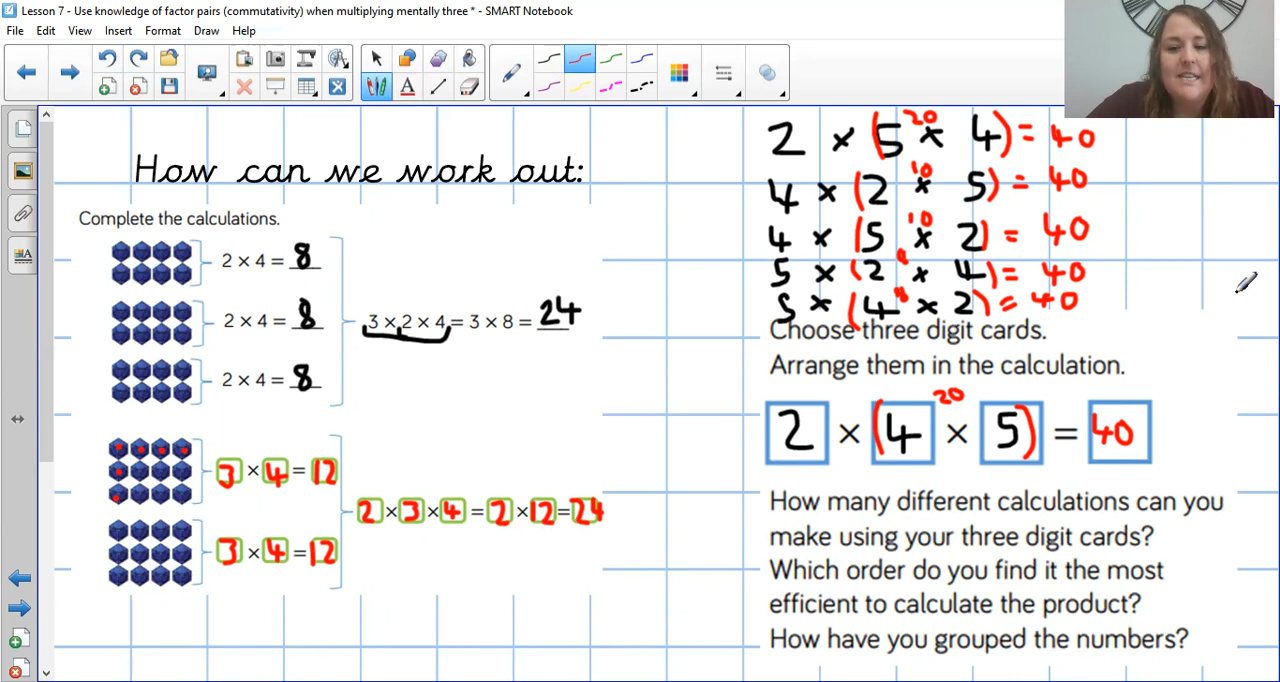 Lesson 7 - Use knowledge of factor pairs (commutativity) when multiplying mentally three * - SMART Notebook
File Edit View Insert Format Draw Help
How can we work out:
Complete the calculations.
2 × 4 = 8
2 × 4 = 8
3 × 2 × 4 = 3 × 8 = 24
2 × 4 = 8
3 × 4 = 12
2 × 3 × 4 = 2 × 12 = 24
3 × 4 = 12
20
2 × (5 × 4) = 40
10
4 × (2 × 5) = 40
10
4 × (5 × 2) = 40
8
5 × (2 × 4) = 40
8
5 × (4 × 2) = 40
Choose three digit cards.
Arrange them in the calculation.
20
2 × (4 × 5) = 40
How many different calculations can you
make using your three digit cards?
Which order do you find it the most
efficient to calculate the product?
How have you grouped the numbers?